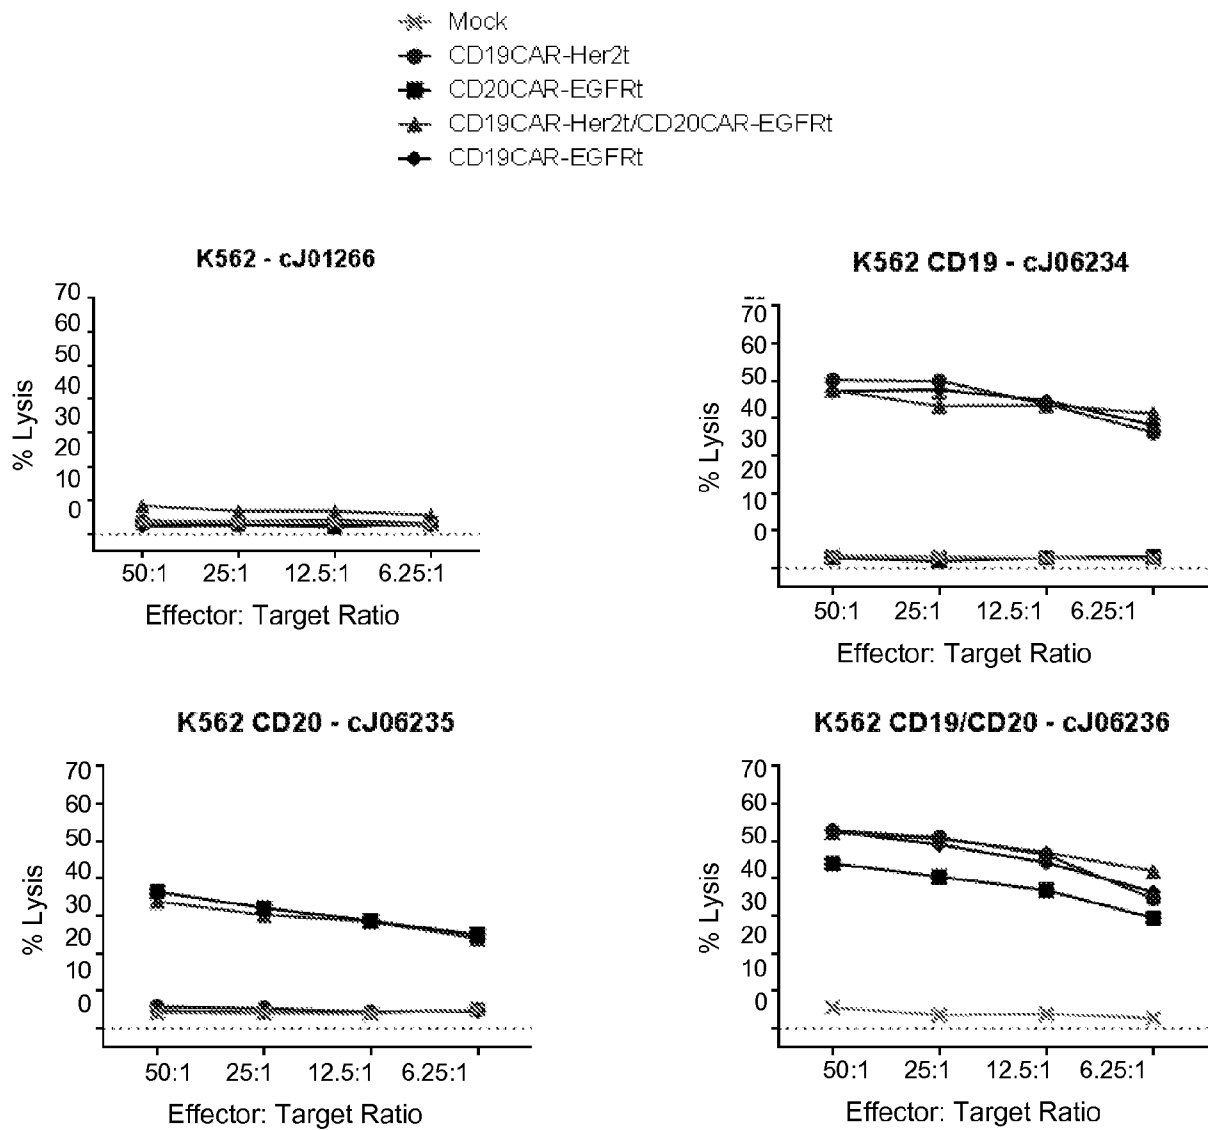 Mock
CD19CAR-Her2t
CD20CAR-EGFRt
CD19CAR-Her2t/CD20CAR-EGFRt
CD19CAR-EGFRt
K562 - cJ01266
70
60
50
40
30
20
10
0
% Lysis
50:1 25:1 12.5:1 6.25:1
Effector: Target Ratio
K562 CD19 - cJ06234
70
60
50
40
30
20
10
0
% Lysis
50:1 25:1 12.5:1 6.25:1
Effector: Target Ratio
K562 CD20 - cJ06235
70
60
50
40
30
20
10
0
% Lysis
50:1 25:1 12.5:1 6.25:1
Effector: Target Ratio
K562 CD19/CD20 - cJ06236
70
60
50
40
30
20
10
0
% Lysis
50:1 25:1 12.5:1 6.25:1
Effector: Target Ratio